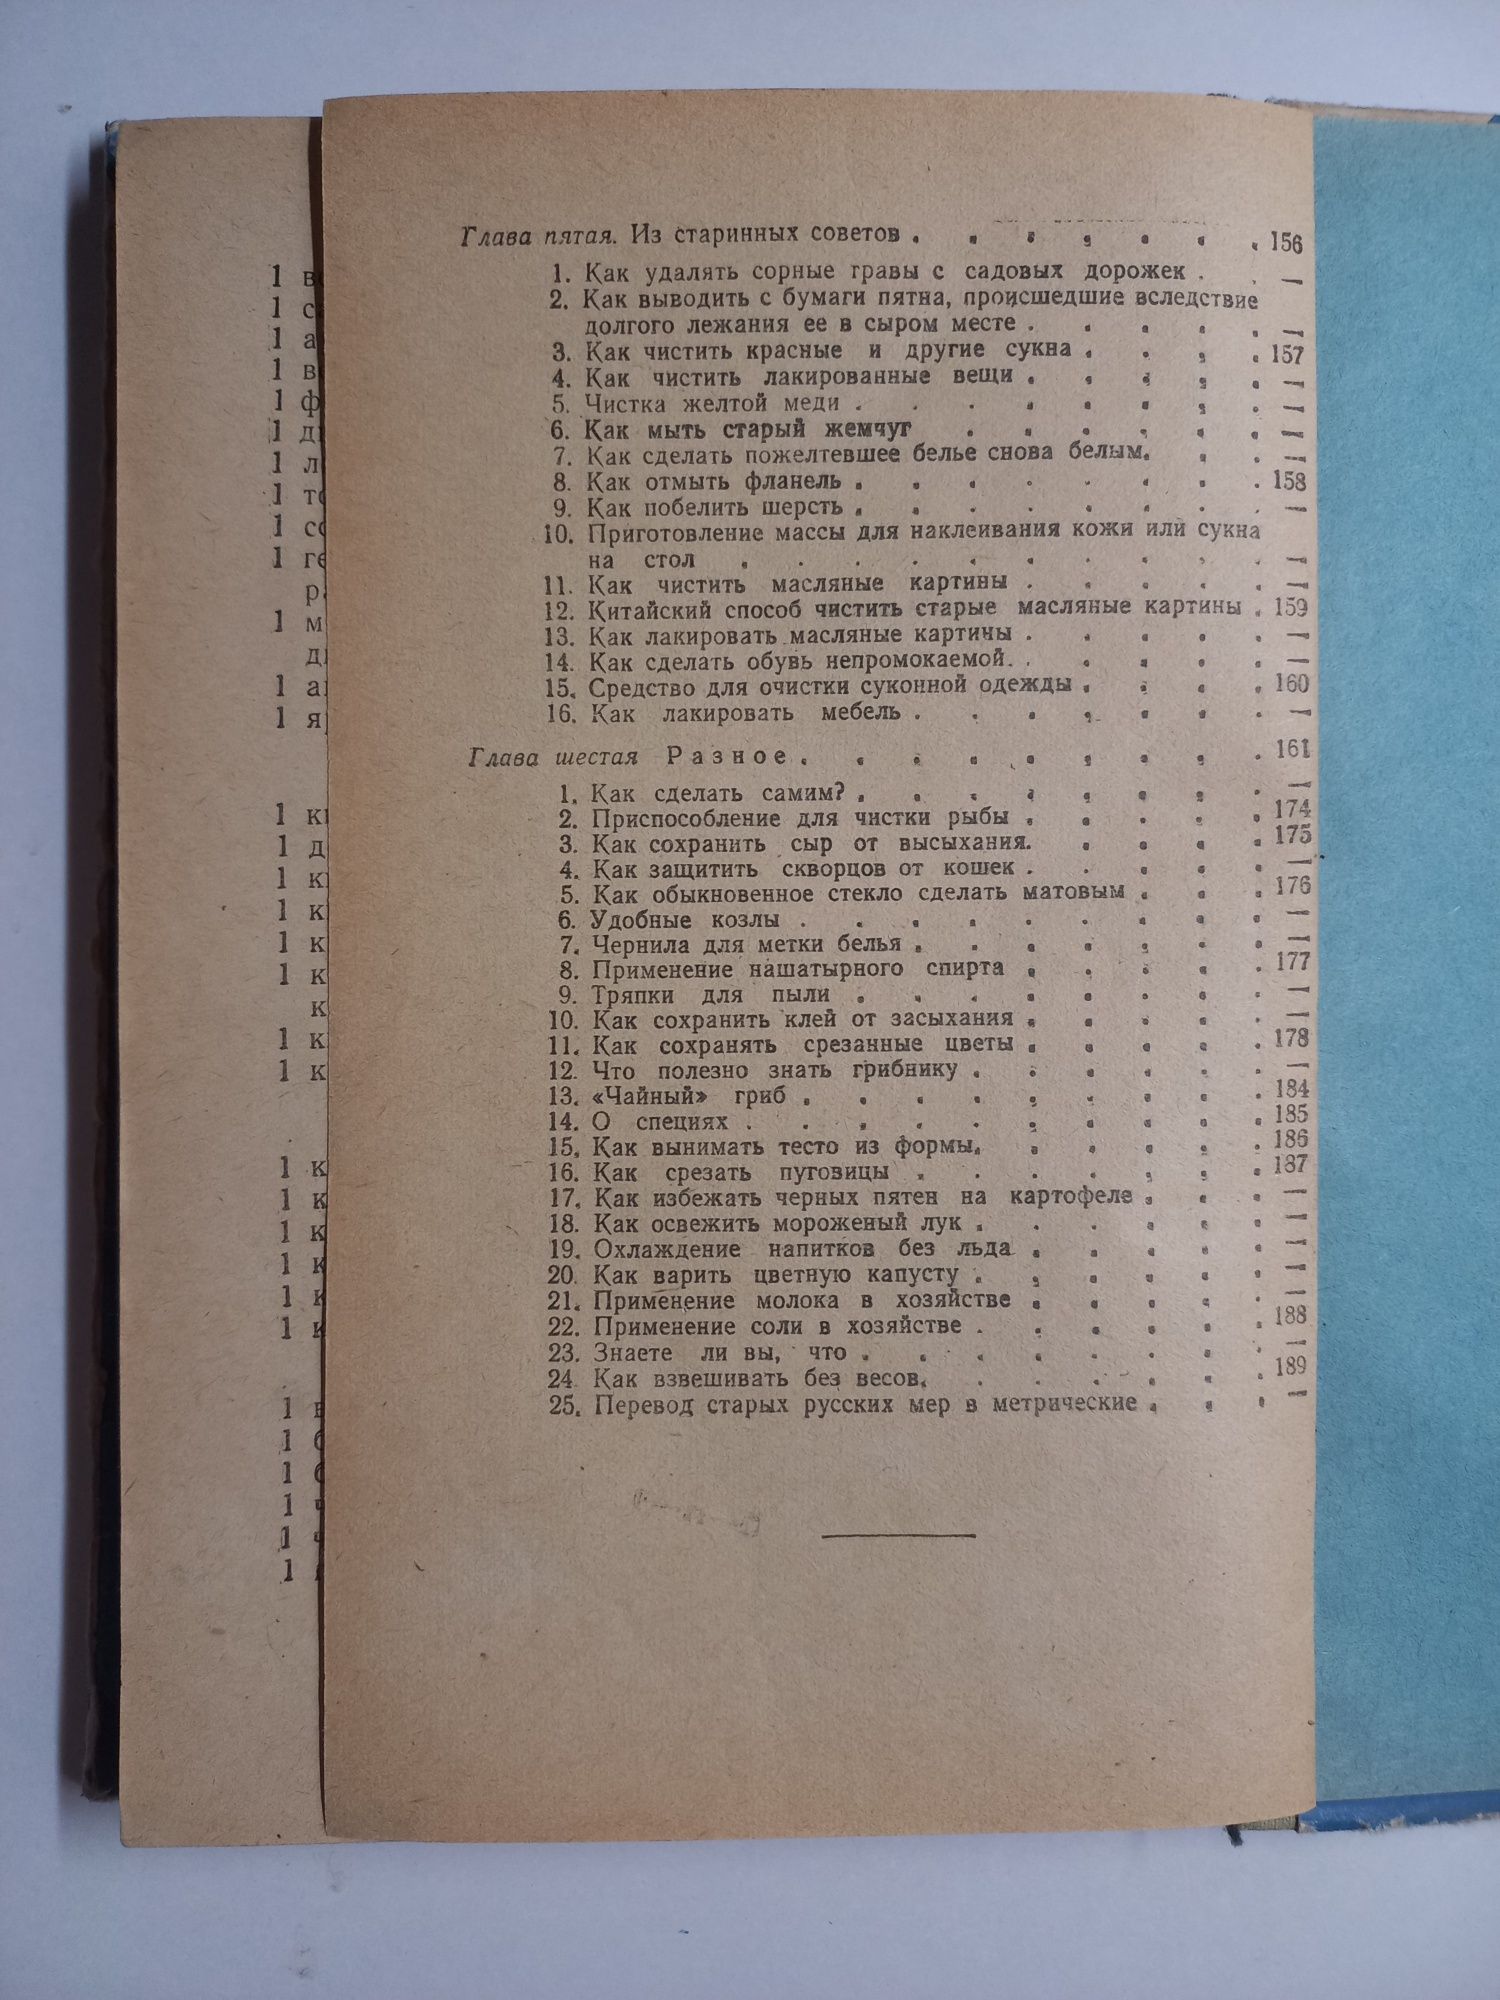 Глава пятая. Из старинных советов . . . . . . . 156
1. Как удалять сорные травы с садовых дорожек . . —
2. Как выводить с бумаги пятна, происшедшие вследствие
долгого лежания ее в сыром месте . . . . . —
3. Как чистить красные и другие сукна . . . . 157
4. Как чистить лакированные вещи . . . . . —
5. Чистка желтой меди . . . . . . . . —
6. Как мыть старый жемчуг . . . . . . —
7. Как сделать пожелтевшее белье снова белым. . . —
8. Как отмыть фланель . . . . . . . . 158
9. Как побелить шерсть . . . . . . . . —
10. Приготовление массы для наклеивания кожи или сукна
на стол . . . . . . . . . . —
11. Как чистить масляные картины . . . . . —
12. Китайский способ чистить старые масляные картины . 159
13. Как лакировать масляные картины . . . . . —
14. Как сделать обувь непромокаемой. . . . . . —
15. Средство для очистки суконной одежды . . . . 160
16. Как лакировать мебель . . . . . . . —
Глава шестая Разное . . . . . . . . . 161
1. Как сделать самим? . . . . . . . . —
2. Приспособление для чистки рыбы . . . . . 174
3. Как сохранить сыр от высыхания. . . . . 175
4. Как защитить скворцов от кошек . . . . . —
5. Как обыкновенное стекло сделать матовым . . . 176
6. Удобные козлы . . . . . . . . . —
7. Чернила для метки белья . . . . . . . —
8. Применение нашатырного спирта . . . . . 177
9. Тряпки для пыли . . . . . . . . —
10. Как сохранить клей от засыхания . . . . . —
11. Как сохранять срезанные цветы . . . . . 178
12. Что полезно знать грибнику . . . . . . —
13. «Чайный» гриб . . . . . . . . . 184
14. О специях . . . . . . . . . . 185
15. Как вынимать тесто из формы. . . . . . 186
16. Как срезать пуговицы . . . . . . . 187
17. Как избежать черных пятен на картофеле . . . —
18. Как освежить мороженый лук . . . . . . —
19. Охлаждение напитков без льда . . . . . —
20. Как варить цветную капусту . . . . . . —
21. Применение молока в хозяйстве . . . . . —
22. Применение соли в хозяйстве . . . . . . 188
23. Знаете ли вы, что . . . . . . . . —
24. Как взвешивать без весов. . . . . . . 189
25. Перевод старых русских мер в метрические . . . —